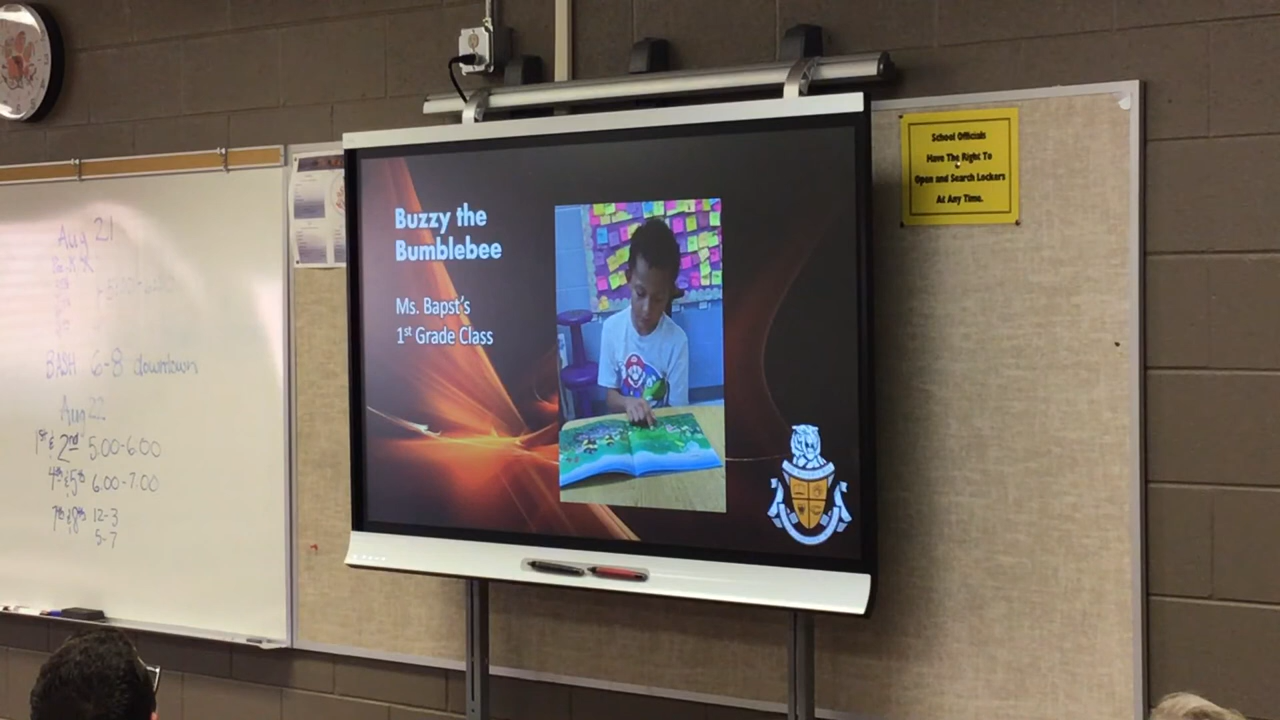 Aug 21
BASH 6-8 downtown
Aug 22
1st & 2nd 5:00-6:00
4th & 5th 6:00-7:00
7th & 8th 12-3
5-7
Buzzy the
Bumblebee
Ms. Bapst's
1st Grade Class
School Officials
Have The Right To
Open and Search Lockers
At Any Time.